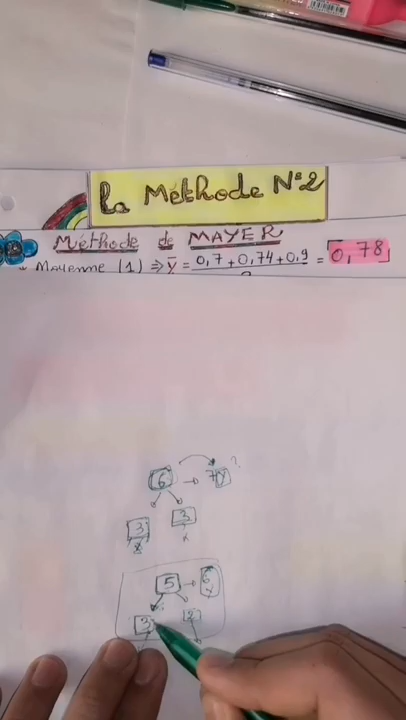 La Méthode N°2
Méthode de MAYER
* Moyenne (1) ⇒ y̅ = 0,7 + 0,74 + 0,9 = 0,78
6 → 7
3 3
5 → 6
3 2